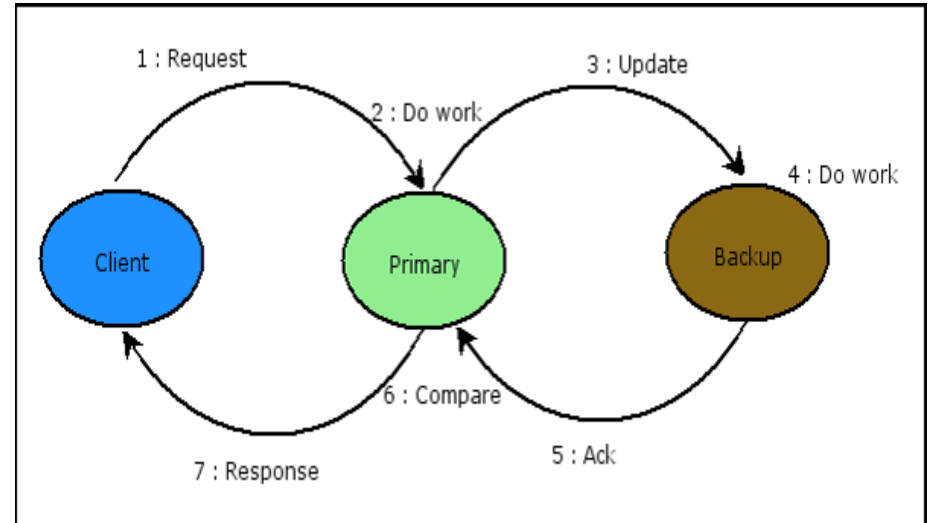 1 : Request
3 : Update
2 : Do work
4 : Do work
Client
Primary
Backup
6 : Compare
5 : Ack
7 : Response